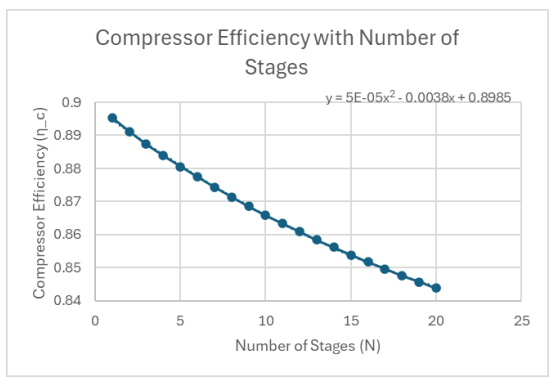 Compressor Efficiency with Number of
Stages
y = 5E-05x² - 0.0038x + 0.8985
Compressor Efficiency (η_c)
0.9
0.89
0.88
0.87
0.86
0.85
0.84
0 5 10 15 20 25
Number of Stages (N)